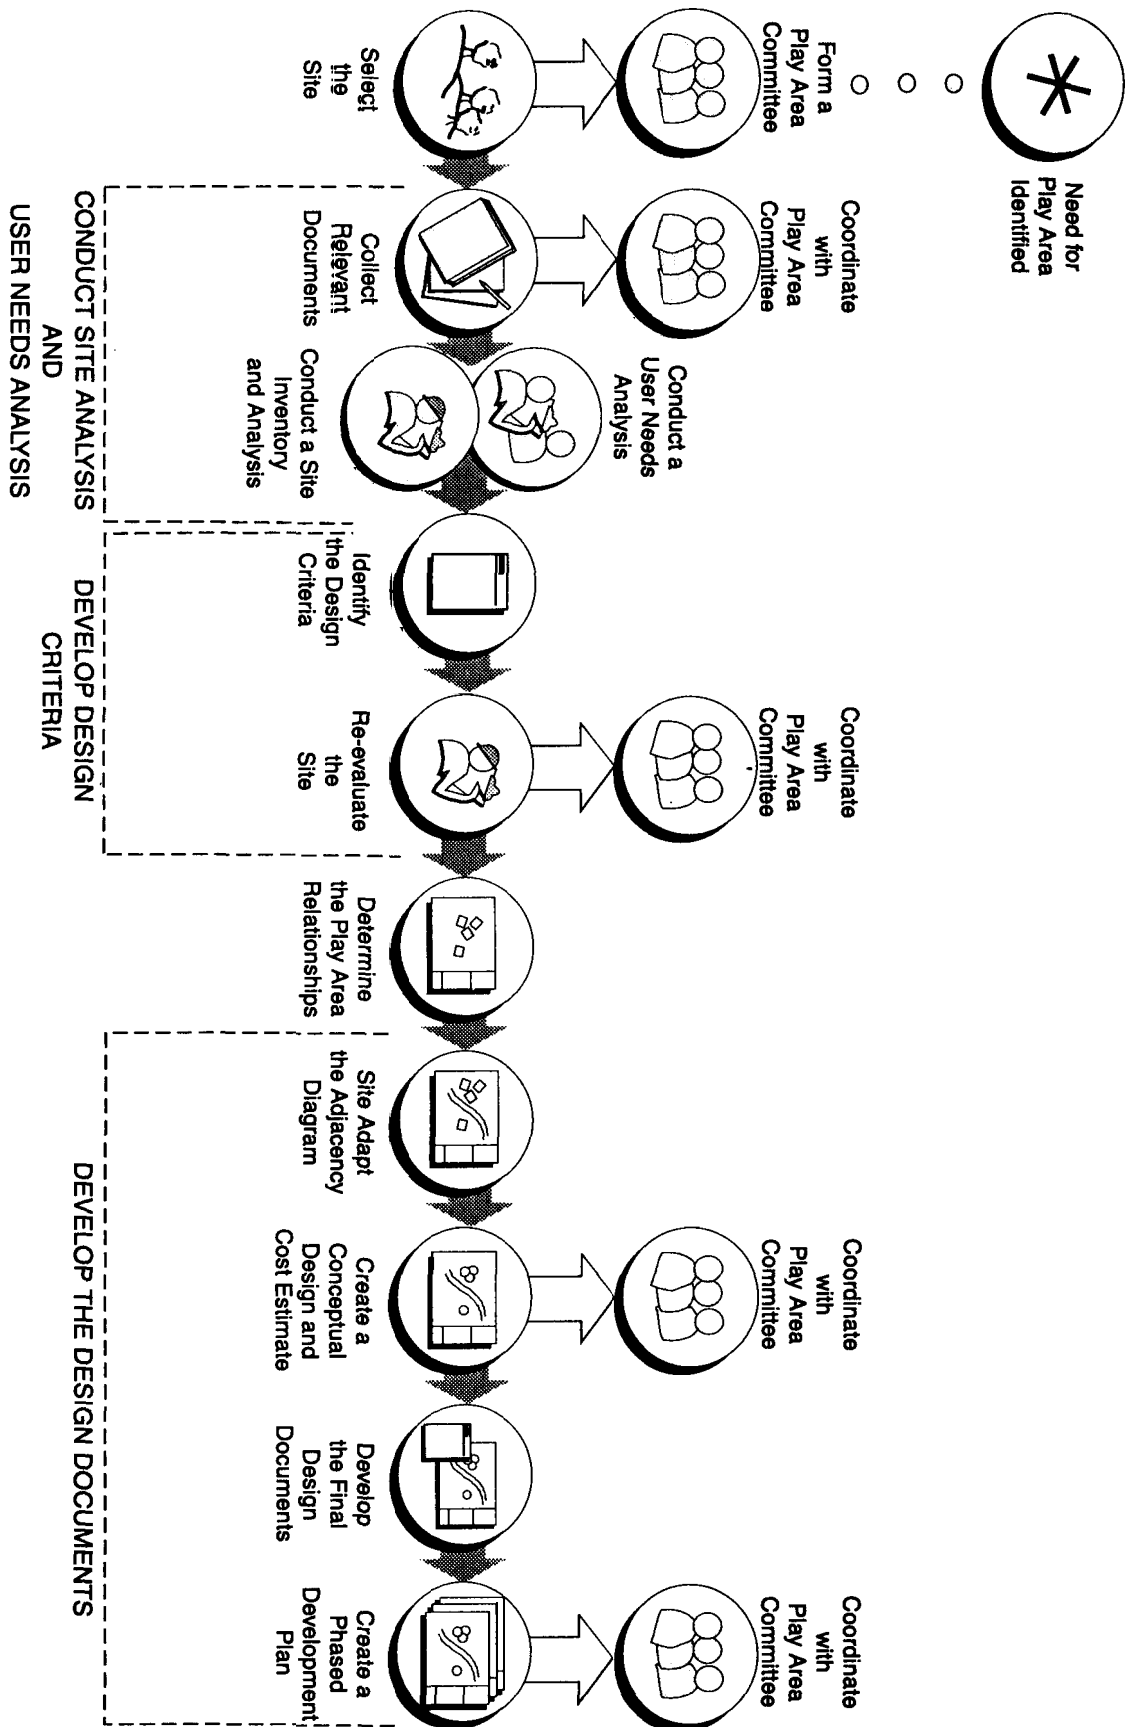 Need for
Play Area
Identified
Form a
Play Area
Committee
Coordinate
with
Play Area
Committee
Coordinate
with
Play Area
Committee
Coordinate
with
Play Area
Committee
Coordinate
with
Play Area
Committee
Conduct a
User Needs
Analysis
Select
the
Site
Collect
Relevant
Documents
Conduct a Site
Inventory
and Analysis
Identify
the Design
Criteria
Re-evaluate
the
Site
Determine
the Play Area
Relationships
Site Adapt
the Adjacency
Diagram
Create a
Conceptual
Design and
Cost Estimate
Develop
the Final
Design
Documents
Create a
Phased
Development
Plan
CONDUCT SITE ANALYSIS
AND
USER NEEDS ANALYSIS
DEVELOP DESIGN
CRITERIA
DEVELOP THE DESIGN DOCUMENTS